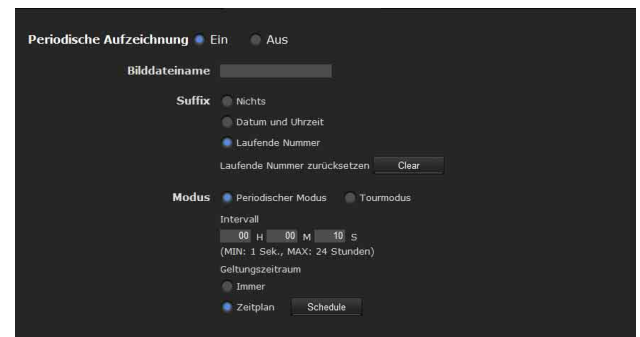 Periodische Aufzeichnung Ein Aus
Bilddateiname
Suffix Nichts
Datum und Uhrzeit
Laufende Nummer
Laufende Nummer zurücksetzen Clear
Modus Periodischer Modus Tourmodus
Intervall
00 H 00 M 10 S
(MIN: 1 Sek., MAX: 24 Stunden)
Geltungszeitraum
Immer
Zeitplan Schedule